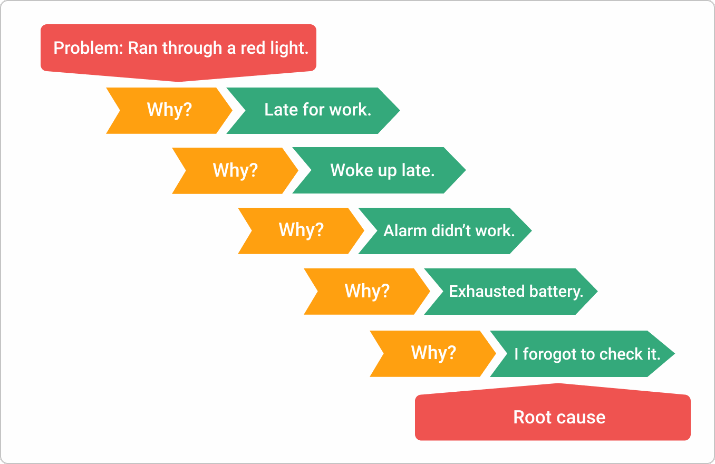 Problem: Ran through a red light.
Why? Late for work.
Why? Woke up late.
Why? Alarm didn’t work.
Why? Exhausted battery.
Why? I forogot to check it.
Root cause